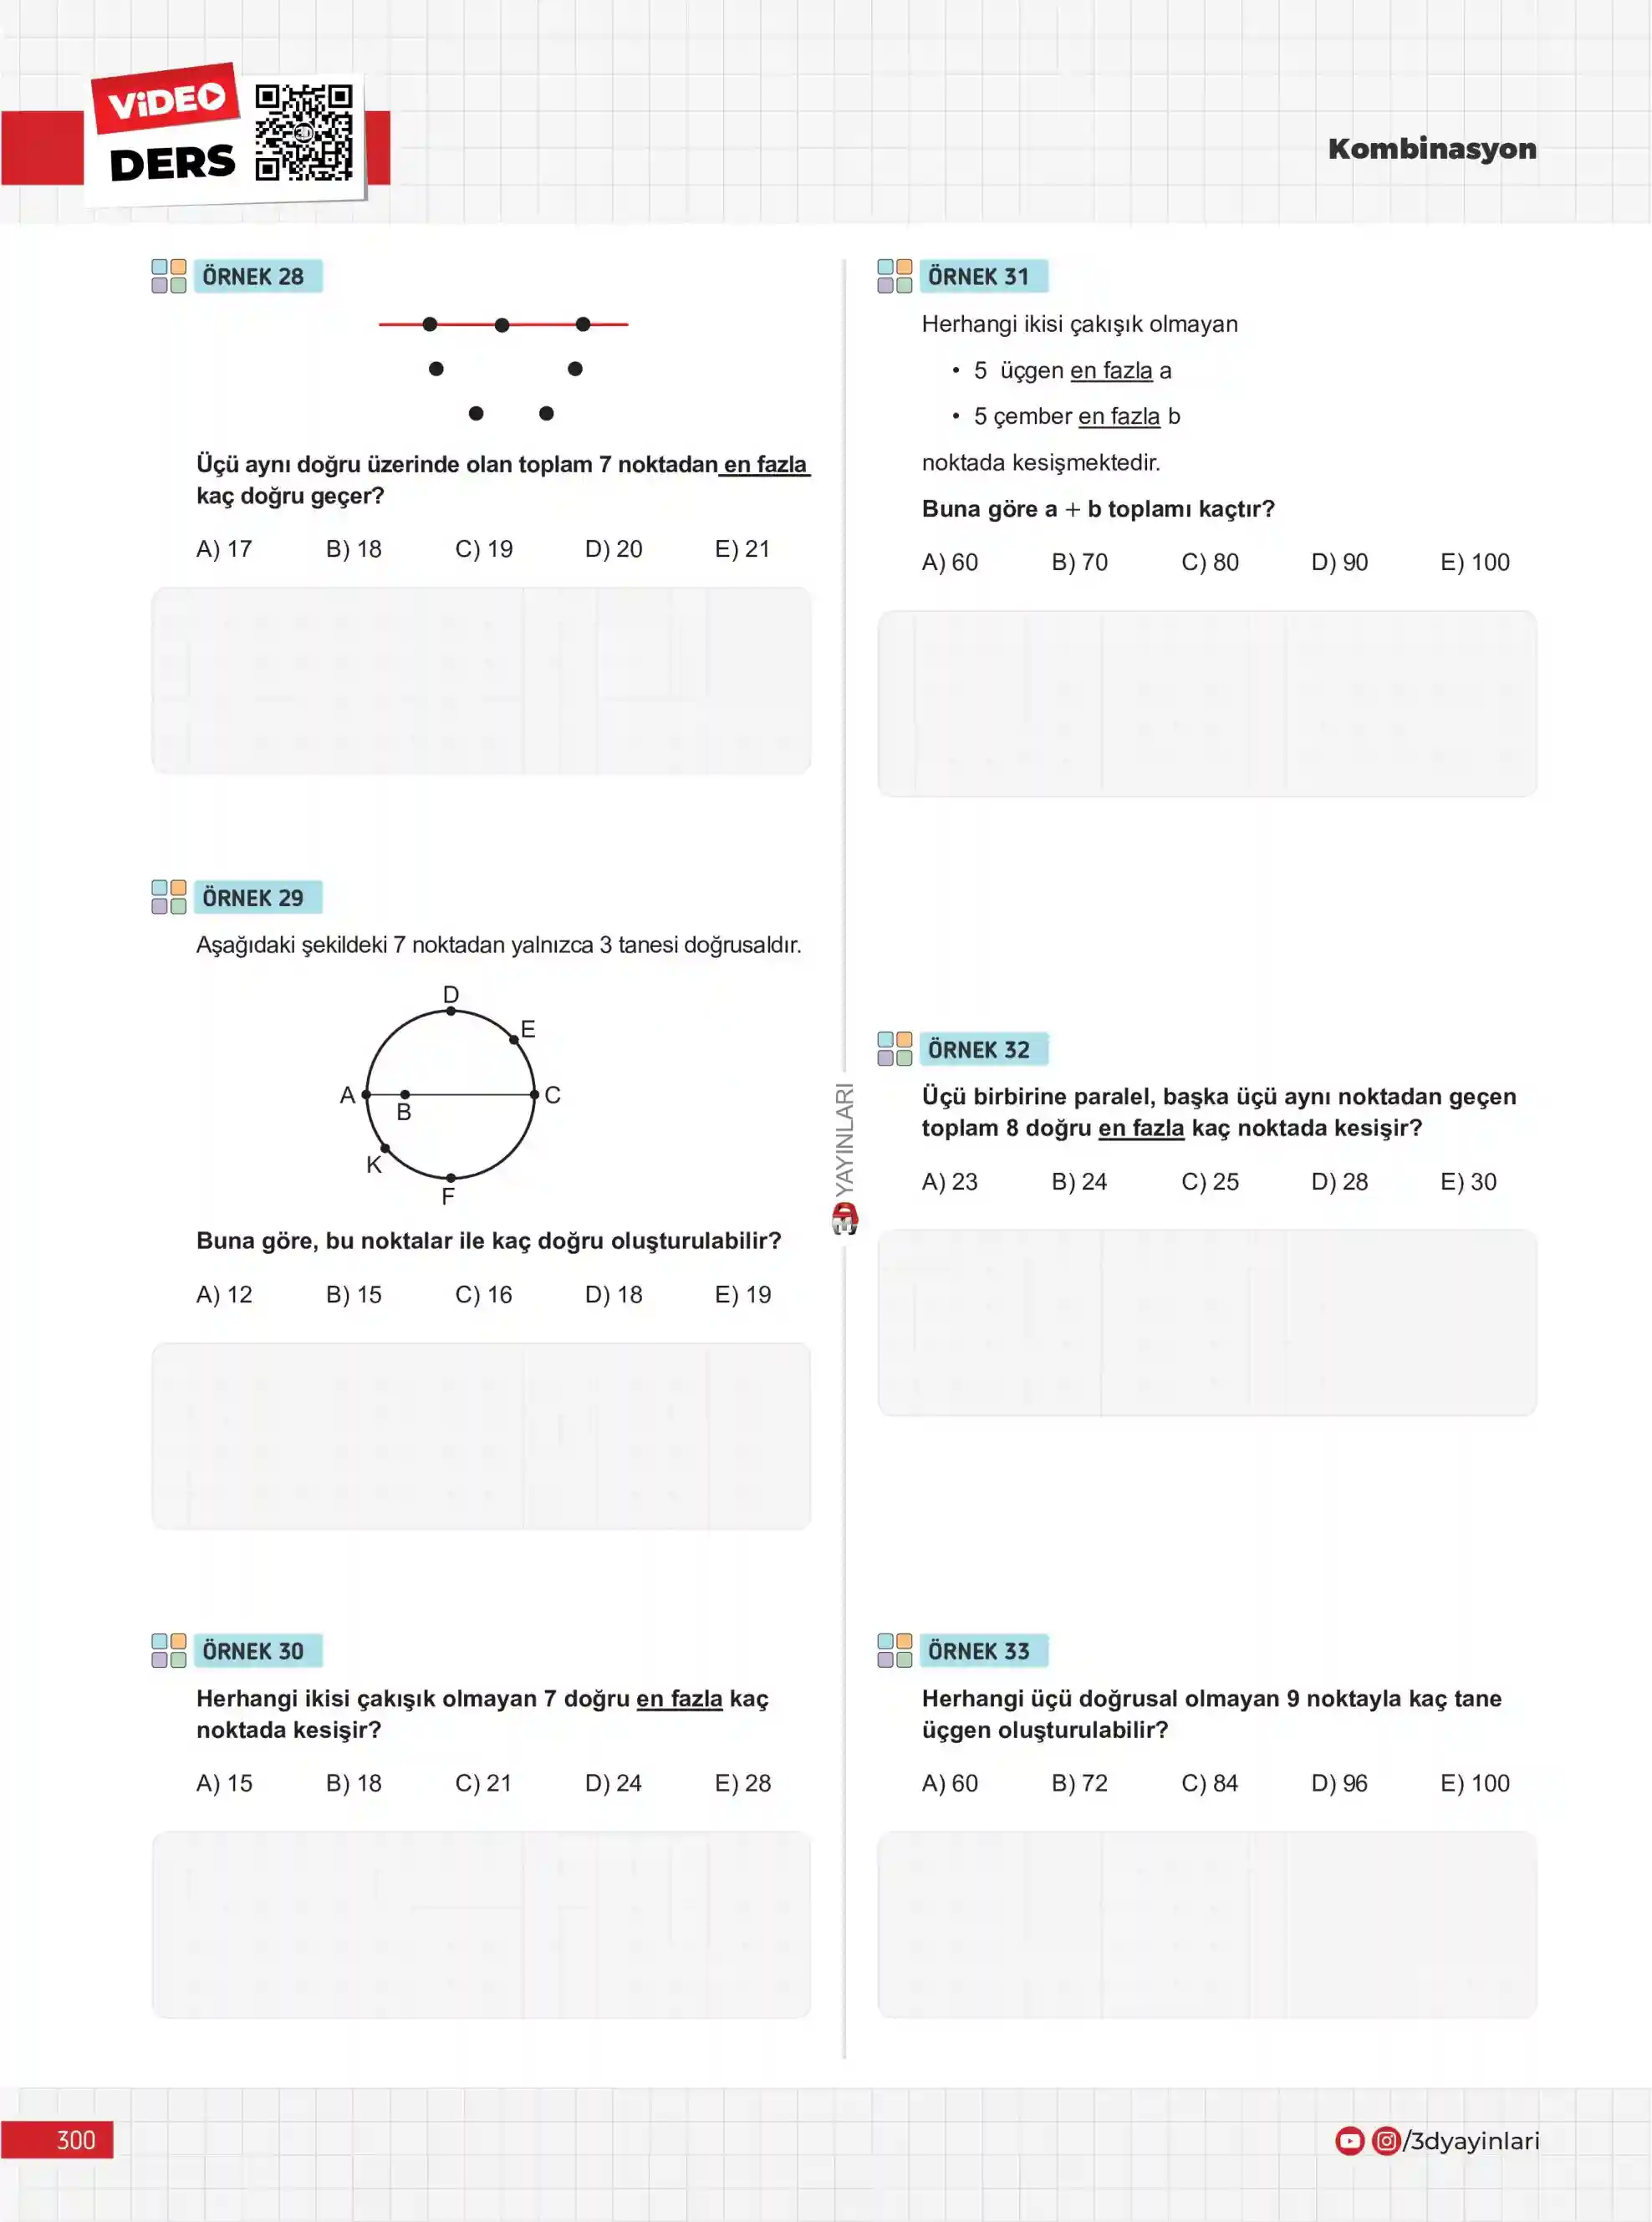 ViDEO
DERS
3D
Kombinasyon
ÖRNEK 28
Üçü aynı doğru üzerinde olan toplam 7 noktadan en fazla
kaç doğru geçer?
A) 17 B) 18 C) 19 D) 20 E) 21
ÖRNEK 29
Aşağıdaki şekildeki 7 noktadan yalnızca 3 tanesi doğrusaldır.
D
E
A
B
C
K
F
Buna göre, bu noktalar ile kaç doğru oluşturulabilir?
A) 12 B) 15 C) 16 D) 18 E) 19
ÖRNEK 30
Herhangi ikisi çakışık olmayan 7 doğru en fazla kaç
noktada kesişir?
A) 15 B) 18 C) 21 D) 24 E) 28
YAYINLARI
ÖRNEK 31
Herhangi ikisi çakışık olmayan
• 5 üçgen en fazla a
• 5 çember en fazla b
noktada kesişmektedir.
Buna göre a + b toplamı kaçtır?
A) 60 B) 70 C) 80 D) 90 E) 100
ÖRNEK 32
Üçü birbirine paralel, başka üçü aynı noktadan geçen
toplam 8 doğru en fazla kaç noktada kesişir?
A) 23 B) 24 C) 25 D) 28 E) 30
ÖRNEK 33
Herhangi üçü doğrusal olmayan 9 noktayla kaç tane
üçgen oluşturulabilir?
A) 60 B) 72 C) 84 D) 96 E) 100
300
/3dyayinlari